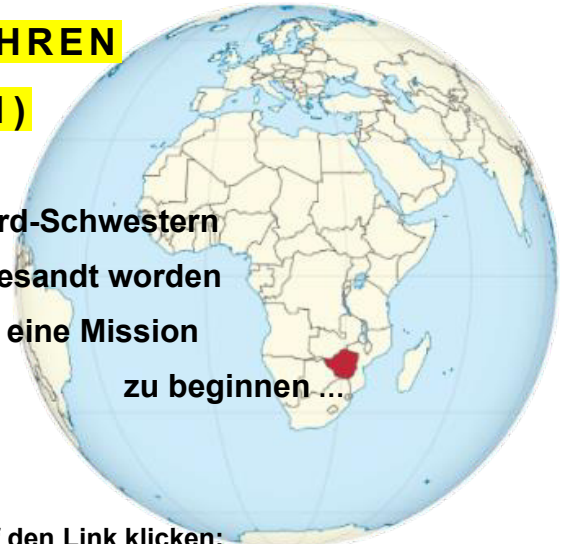 HREN
)
rd-Schwestern
esandt worden
eine Mission
zu beginnen ...
den Link klicken: